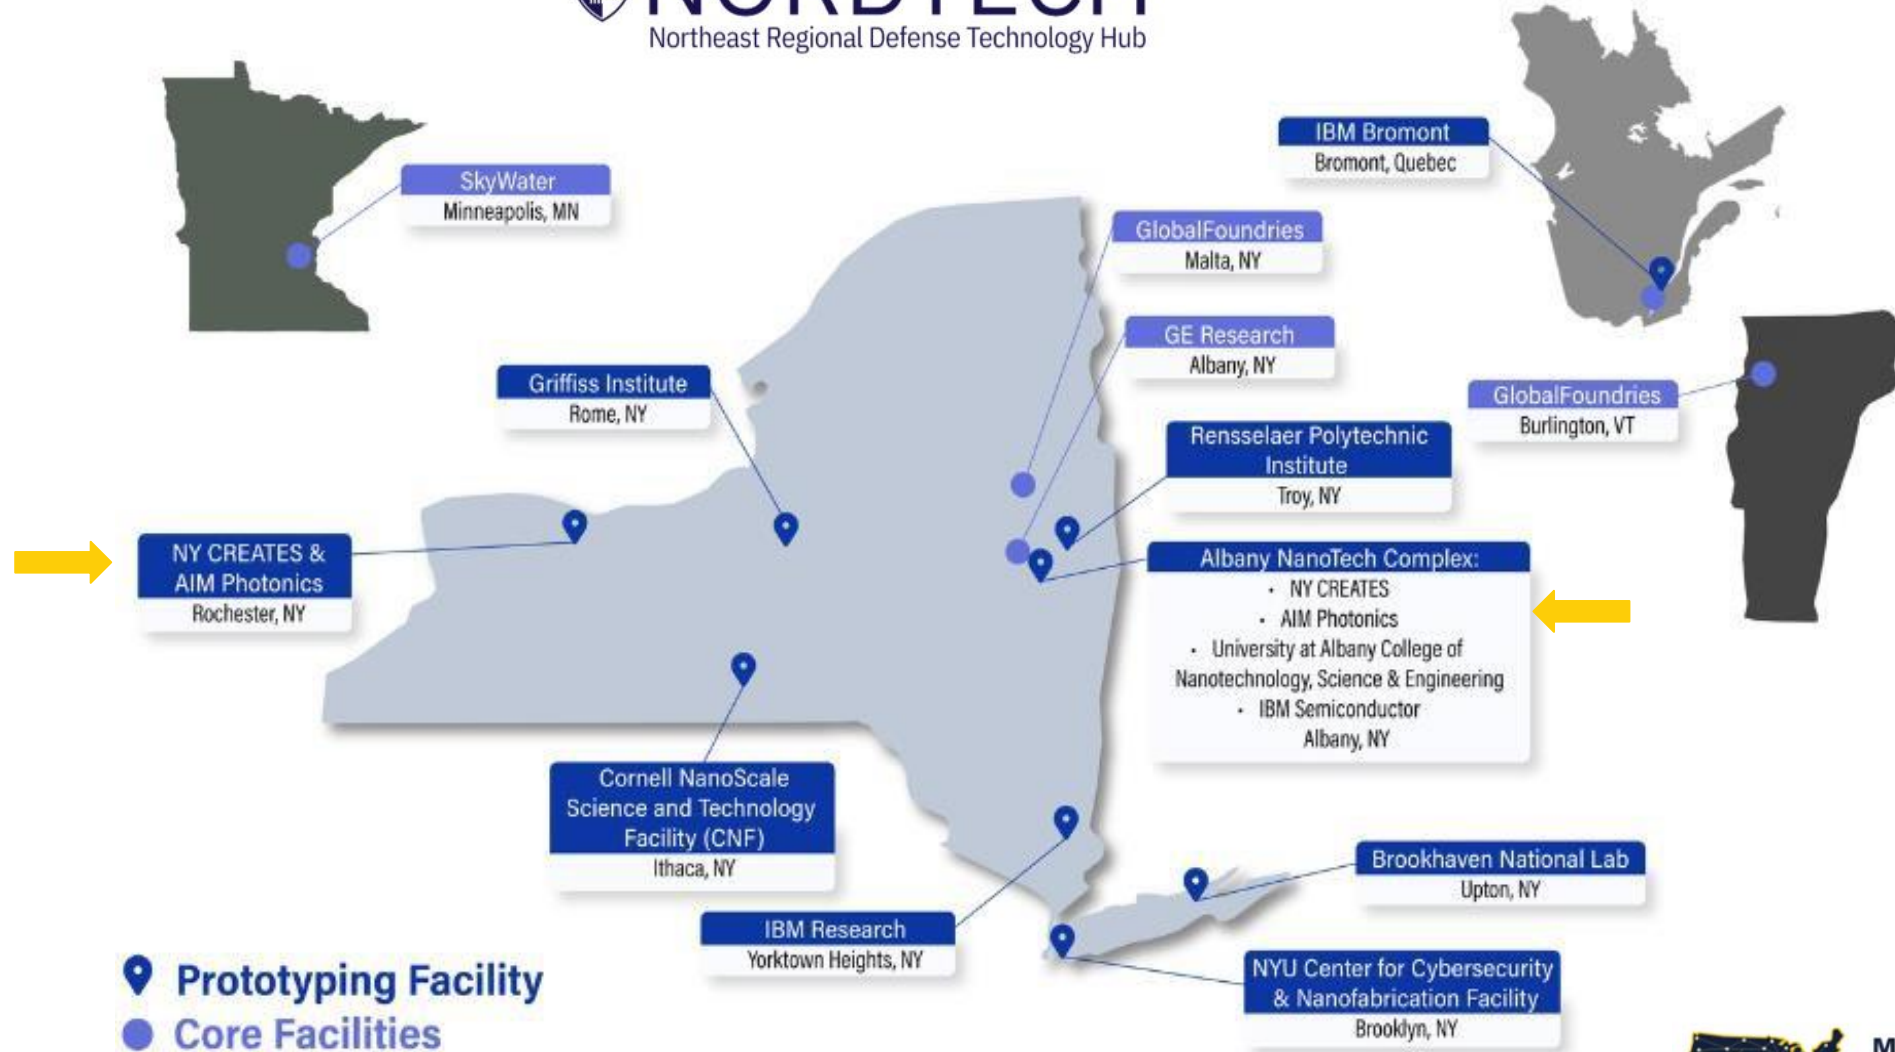 NORDTECH
Northeast Regional Defense Technology Hub
SkyWater
Minneapolis, MN
IBM Bromont
Bromont, Quebec
GlobalFoundries
Malta, NY
GE Research
Albany, NY
Griffiss Institute
Rome, NY
GlobalFoundries
Burlington, VT
Rensselaer Polytechnic
Institute
Troy, NY
NY CREATES &
AIM Photonics
Rochester, NY
Albany NanoTech Complex:
• NY CREATES
• AIM Photonics
• University at Albany College of
Nanotechnology, Science & Engineering
• IBM Semiconductor
Albany, NY
Cornell NanoScale
Science and Technology
Facility (CNF)
Ithaca, NY
Brookhaven National Lab
Upton, NY
IBM Research
Yorktown Heights, NY
NYU Center for Cybersecurity
& Nanofabrication Facility
Brooklyn, NY
Prototyping Facility
Core Facilities